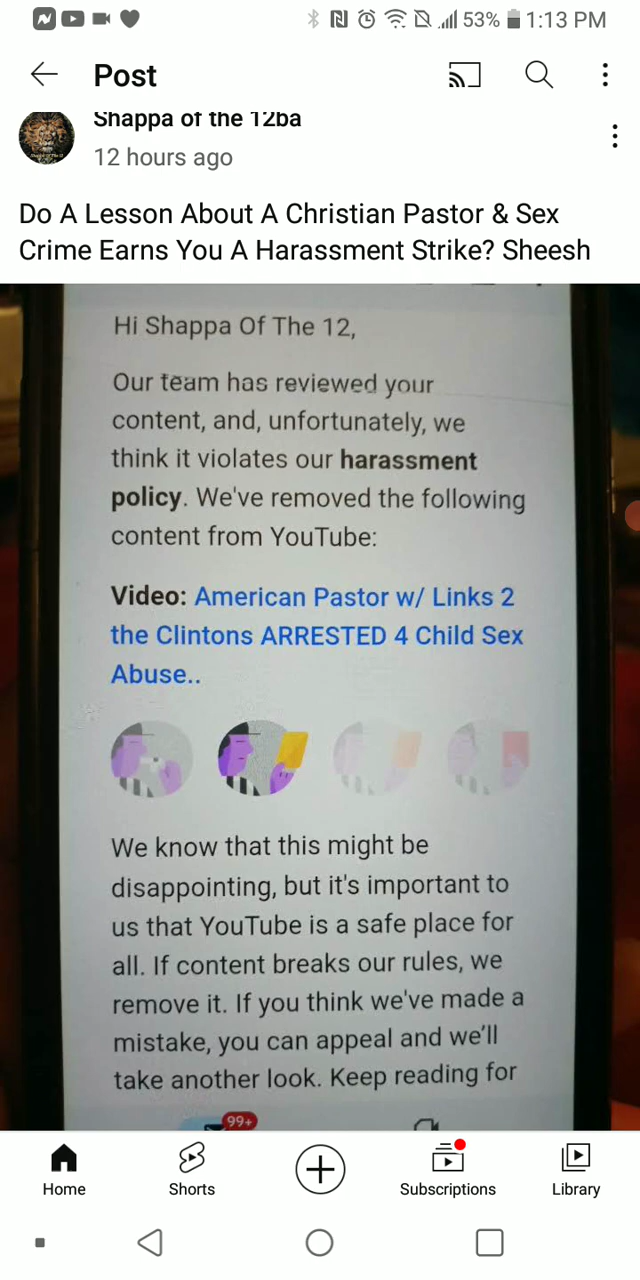 53% 1:13 PM
Post
Shappa of the 12ba
12 hours ago
Do A Lesson About A Christian Pastor & Sex
Crime Earns You A Harassment Strike? Sheesh
Hi Shappa Of The 12,
Our team has reviewed your
content, and, unfortunately, we
think it violates our harassment
policy. We've removed the following
content from YouTube:
Video: American Pastor w/ Links 2
the Clintons ARRESTED 4 Child Sex
Abuse..
We know that this might be
disappointing, but it's important to
us that YouTube is a safe place for
all. If content breaks our rules, we
remove it. If you think we've made a
mistake, you can appeal and we'll
take another look. Keep reading for
99+
Home Shorts Subscriptions Library